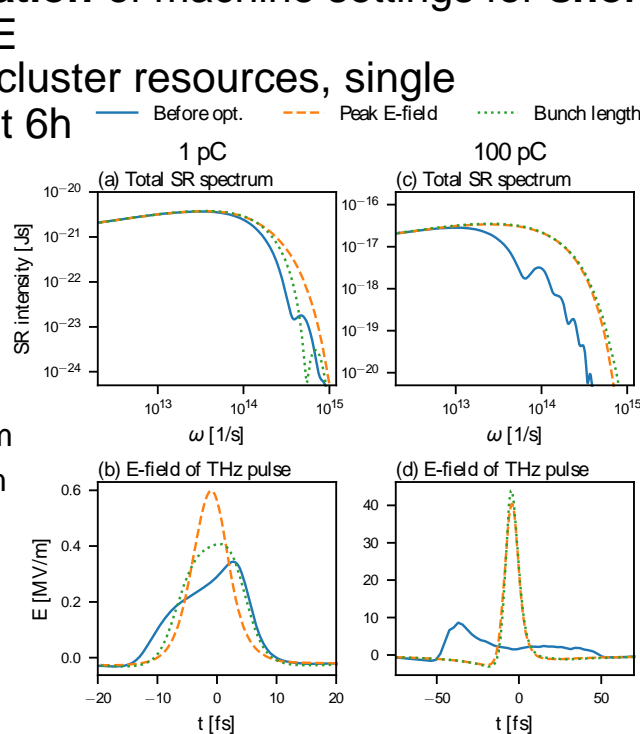 of machine settings for
cluster resources, single
6h
Before opt. Peak E-field Bunch length
1 pC 100 pC
(a) Total SR spectrum (c) Total SR spectrum
SR intensity [Js]
10⁻²⁰
10⁻²¹
10⁻²²
10⁻²³
10⁻²⁴
10¹³ 10¹⁴ 10¹⁵
ω [1/s]
10⁻¹⁶
10⁻¹⁷
10⁻¹⁸
10⁻¹⁹
10⁻²⁰
10¹³ 10¹⁴ 10¹⁵
ω [1/s]
(b) E-field of THz pulse (d) E-field of THz pulse
E [MV/m]
0.6
0.4
0.2
0.0
−20 −10 0 10 20
t [fs]
40
30
20
10
0
−50 0 50
t [fs]